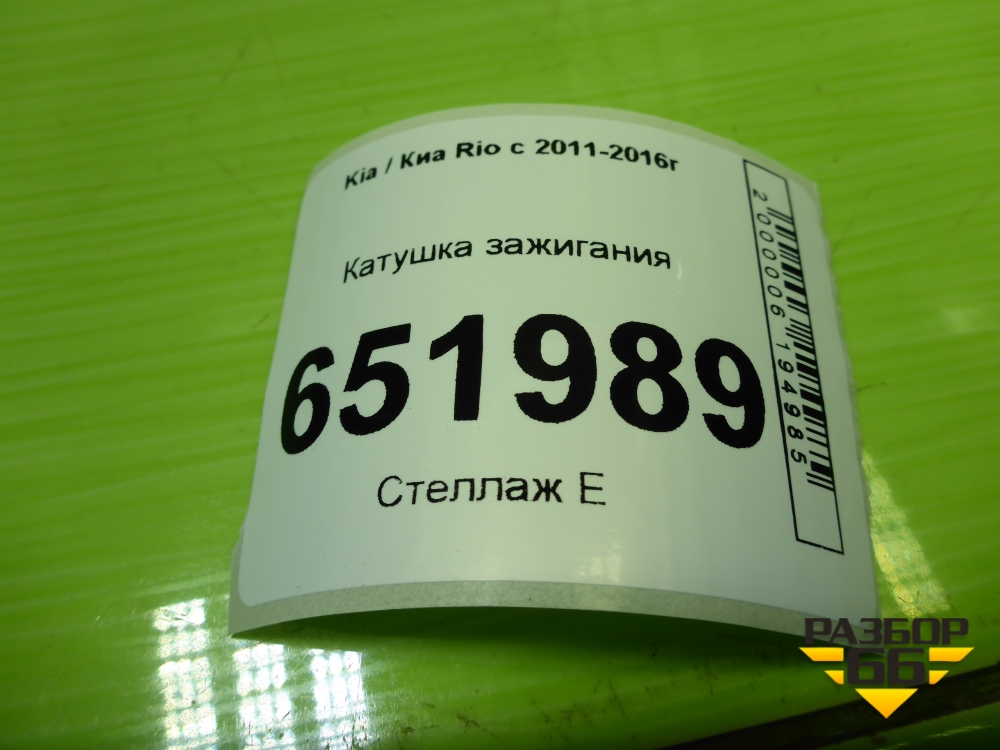 Kia / Киа Rio с 2011-2016г
Катушка зажигания
651989
Стеллаж Е
2000006194985
РАЗБОР
66